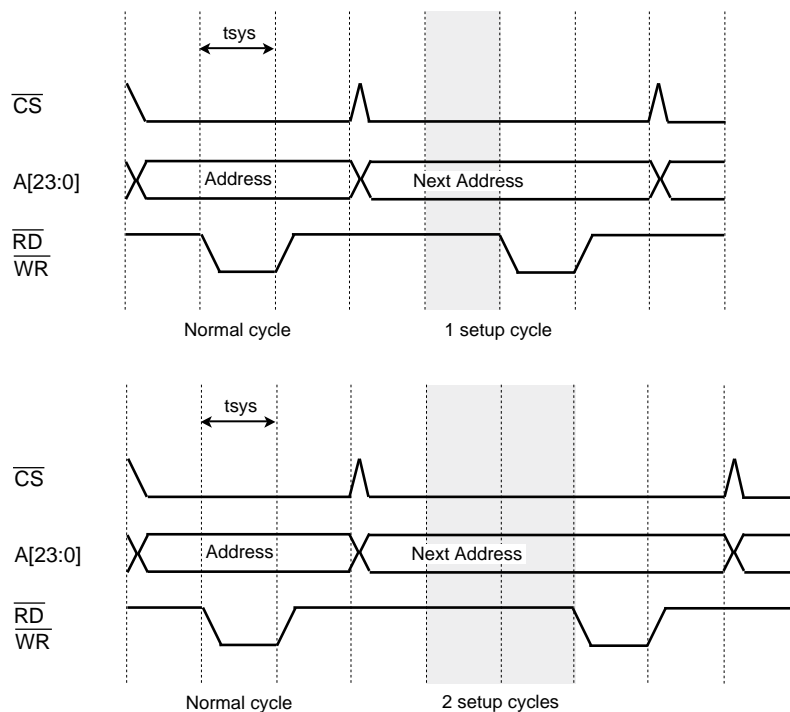 tsys
CS
A[23:0] Address Next Address
RD
WR
Normal cycle 1 setup cycle
tsys
CS
A[23:0] Address Next Address
RD
WR
Normal cycle 2 setup cycles